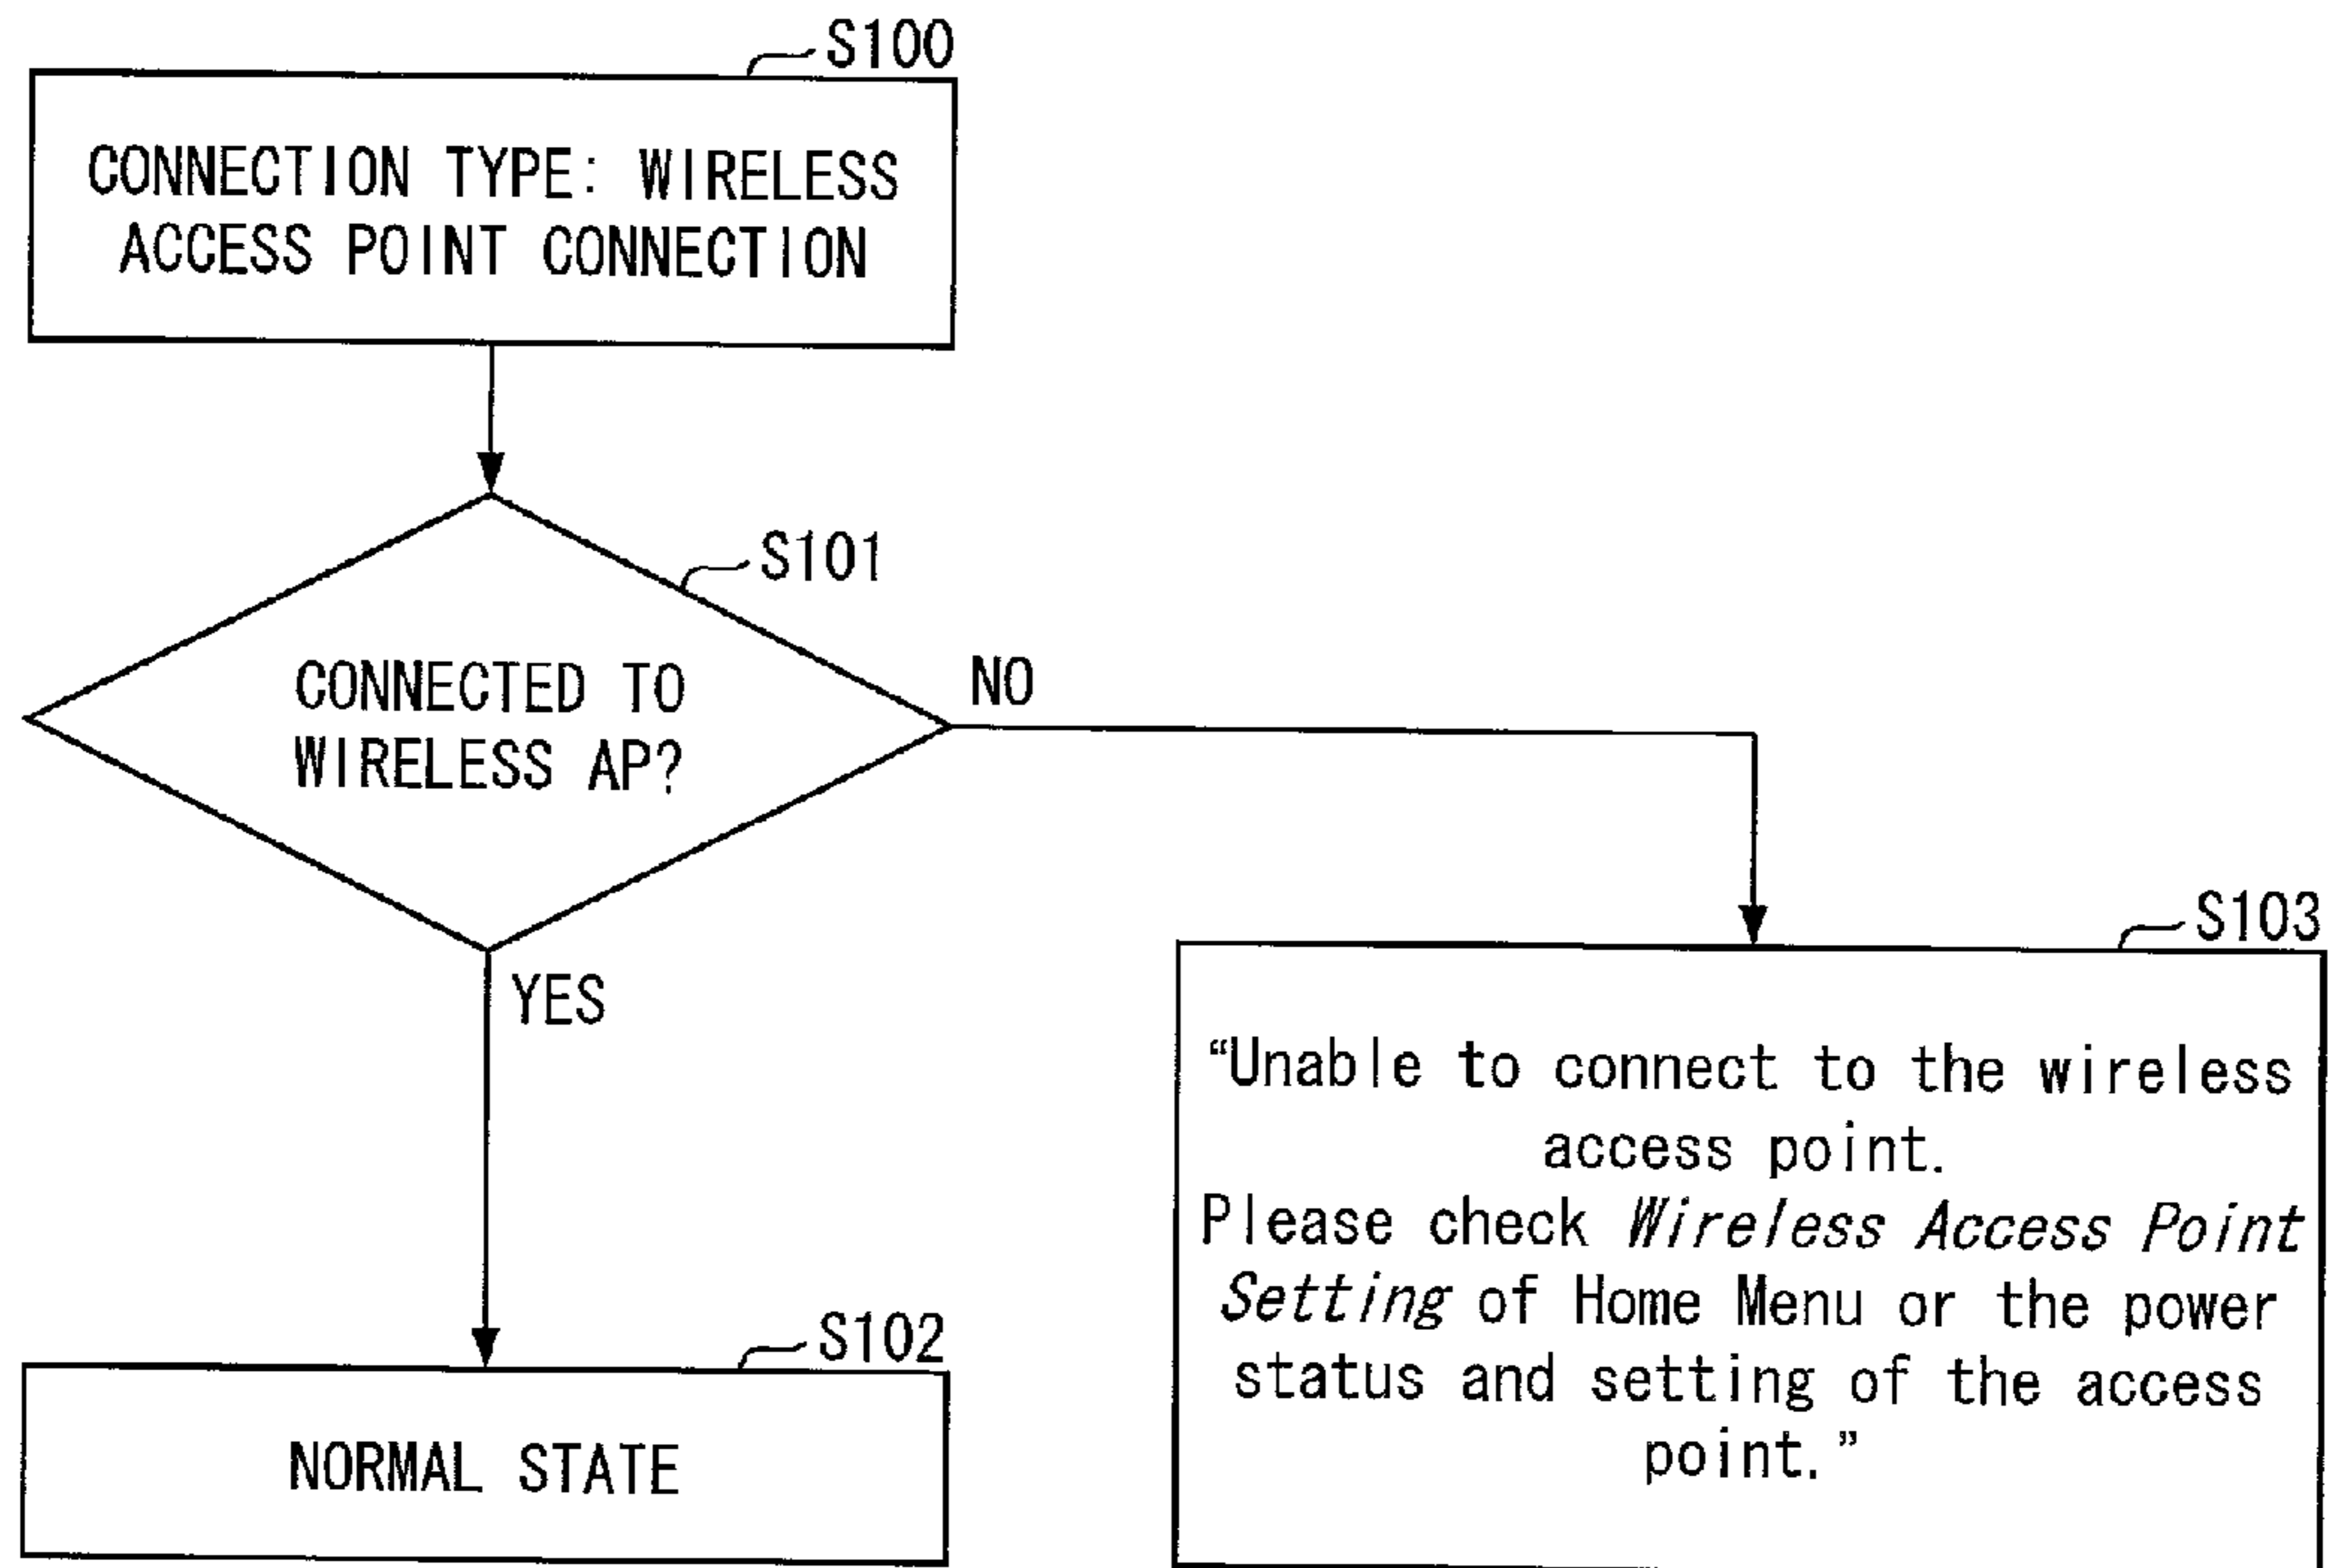 S100
CONNECTION TYPE: WIRELESS
ACCESS POINT CONNECTION
S101
CONNECTED TO
WIRELESS AP?
NO
YES
S103
“Unable to connect to the wireless
access point.
Please check Wireless Access Point
Setting of Home Menu or the power
status and setting of the access
point.”
S102
NORMAL STATE